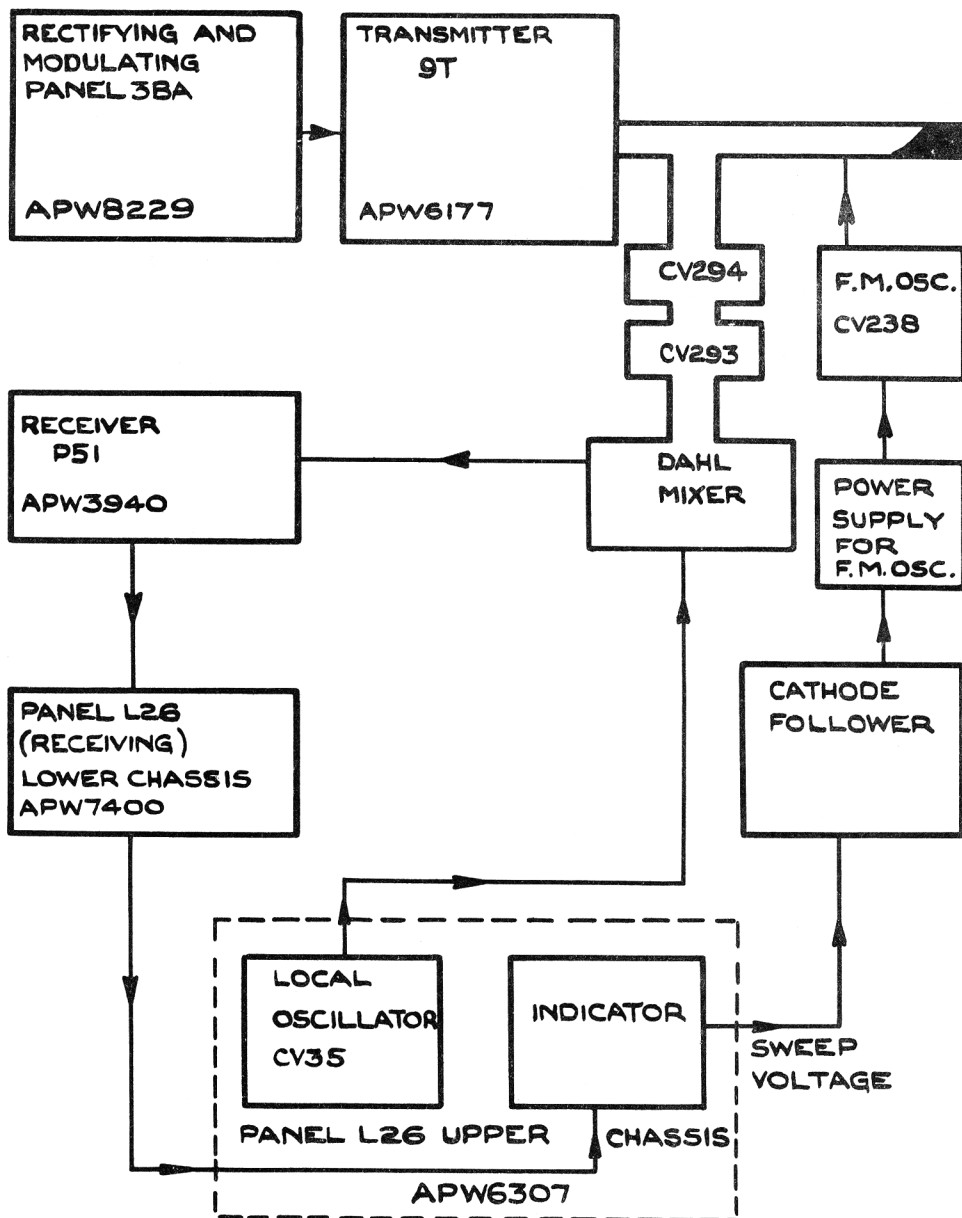 RECTIFYING AND
MODULATING
PANEL 38A
APW8229
TRANSMITTER
9T
APW6177
CV294
CV293
F.M. OSC.
CV238
RECEIVER
P51
APW3940
DAHL
MIXER
POWER
SUPPLY
FOR
F.M. OSC.
PANEL L26
(RECEIVING)
LOWER CHASSIS
APW7400
CATHODE
FOLLOWER
LOCAL
OSCILLATOR
CV35
INDICATOR
SWEEP
VOLTAGE
PANEL L26 UPPER CHASSIS
APW6307